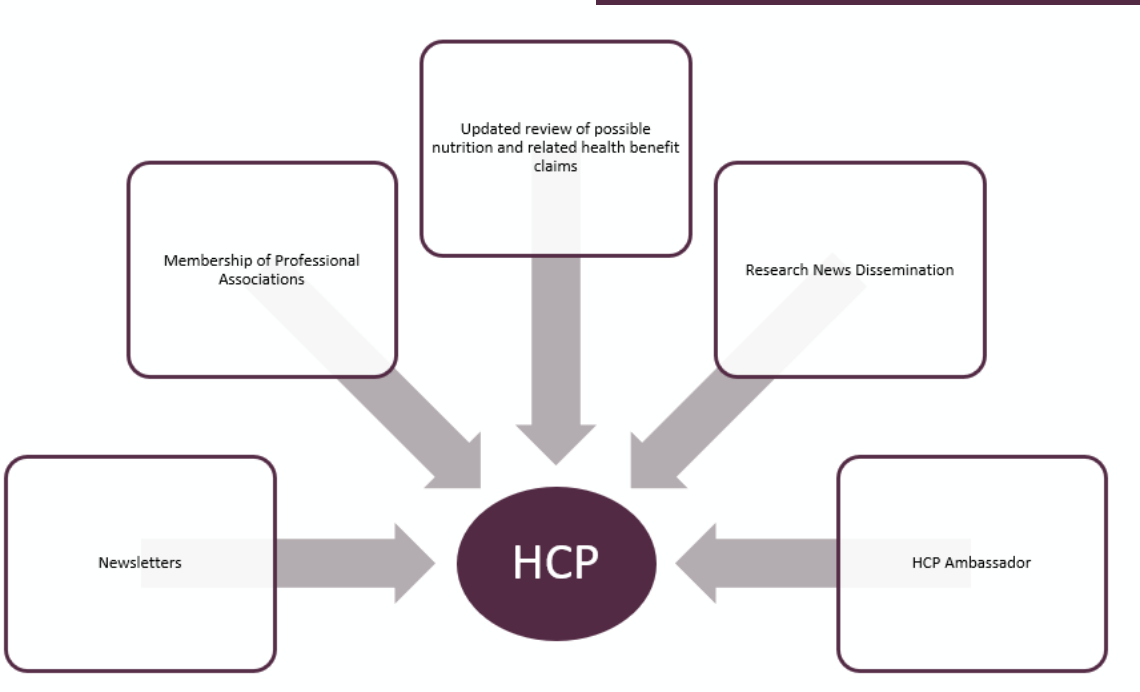 Updated review of possible
nutrition and related health benefit
claims
Membership of Professional
Associations
Research News Dissemination
Newsletters
HCP
HCP Ambassador